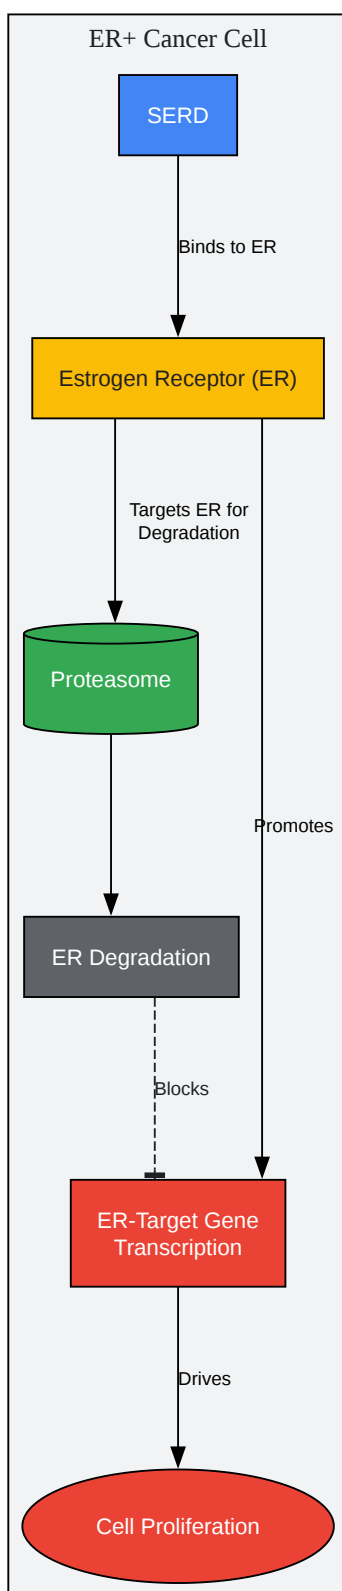 ER+ Cancer Cell
SERD
Binds to ER
Estrogen Receptor (ER)
Targets ER for
Degradation
Proteasome
Promotes
ER Degradation
Blocks
ER-Target Gene
Transcription
Drives
Cell Proliferation